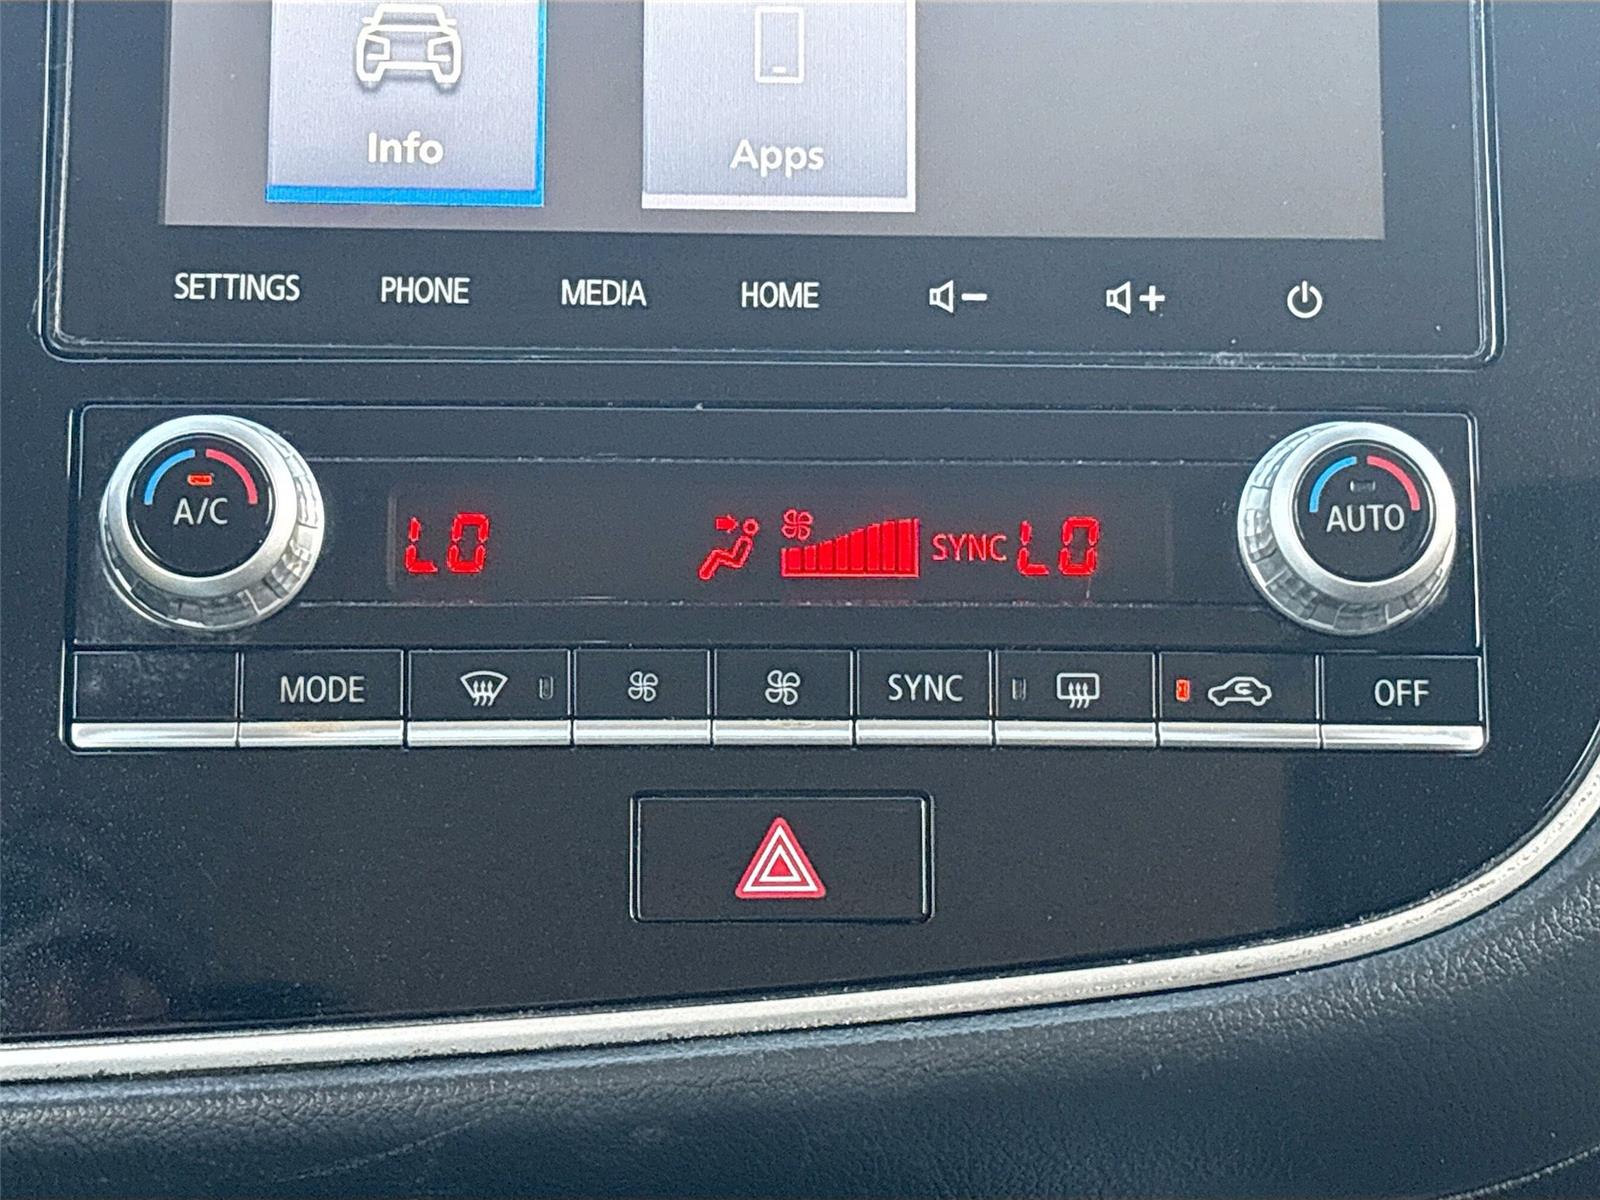 Info
Apps
SETTINGS PHONE MEDIA HOME
A/C
LO SYNC LO
AUTO
MODE SYNC OFF